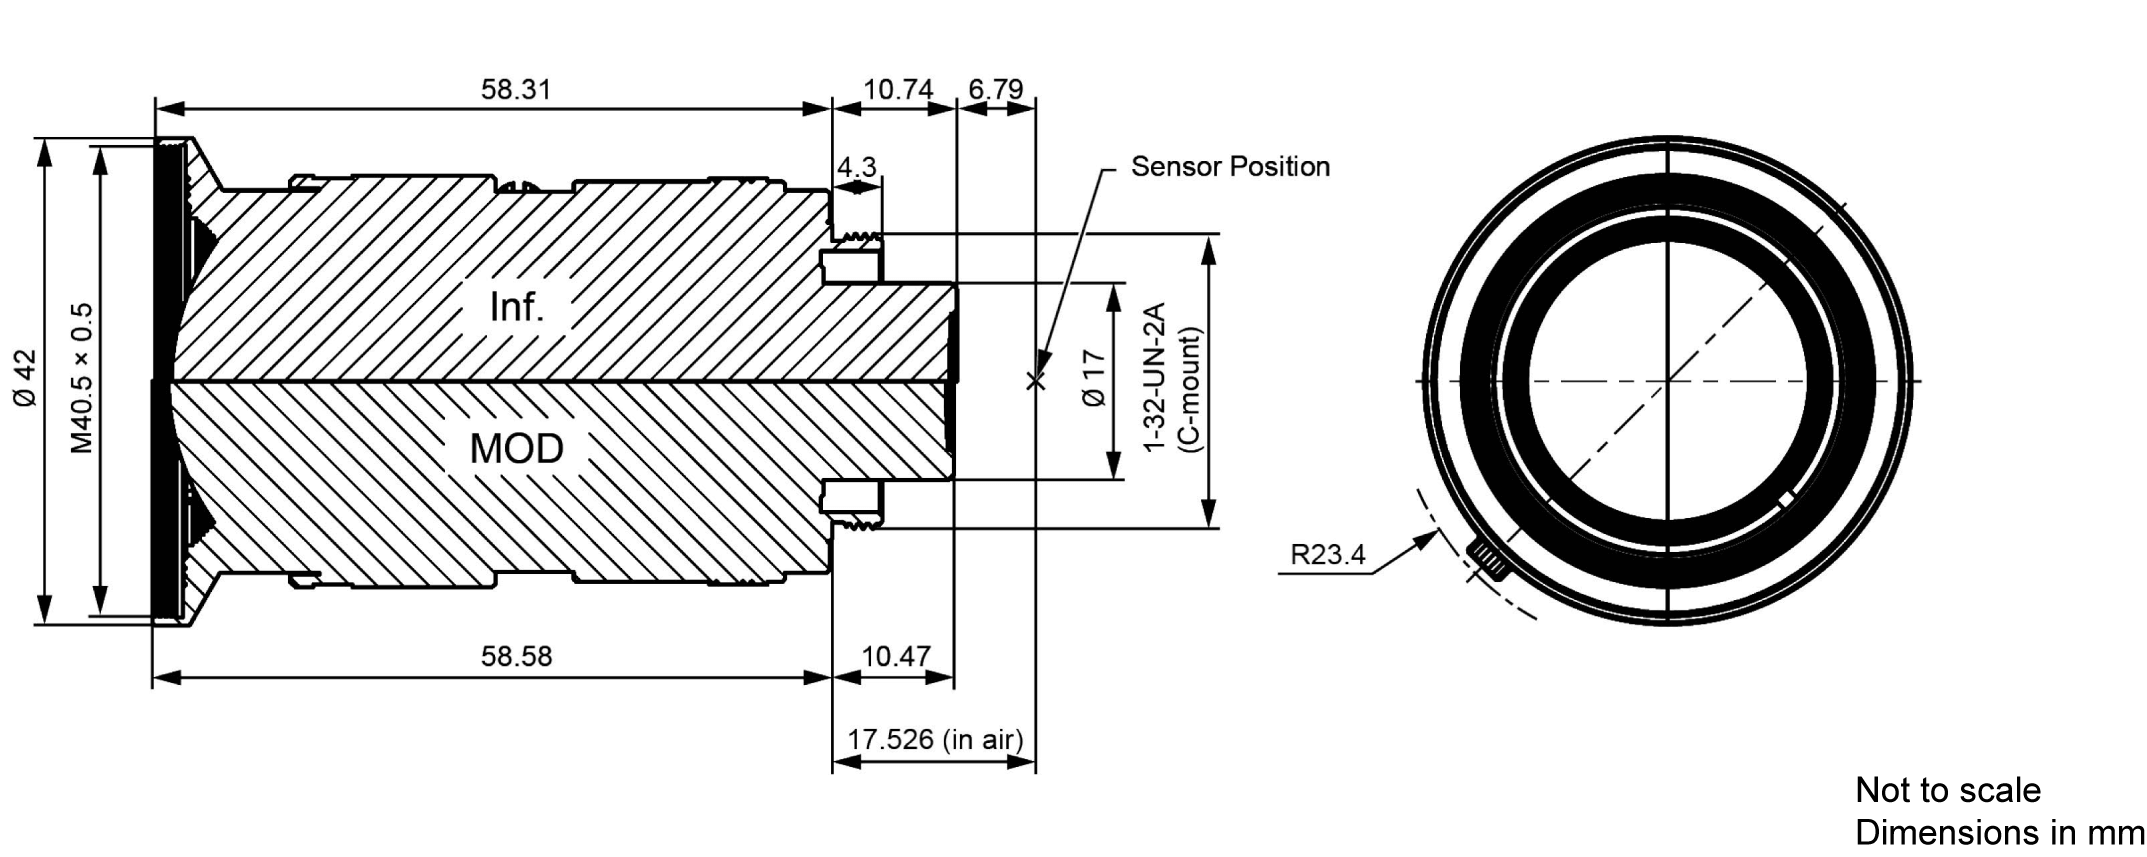 58.31
10.74
6.79
4.3
Sensor Position
Inf.
MOD
Ø 42
M40.5 × 0.5
Ø 17
1-32-UN-2A
(C-mount)
R23.4
58.58
10.47
17.526 (in air)
Not to scale
Dimensions in mm